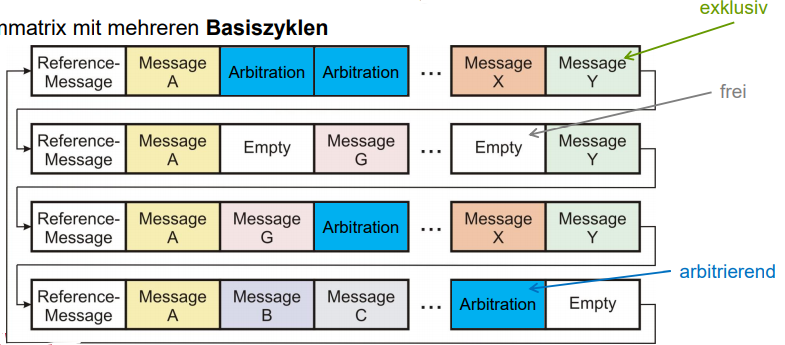 exklusiv
mmatrix mit mehreren Basiszyklen
Reference-
Message
Message
A
Arbitration
Arbitration
...
Message
X
Message
Y
frei
Reference-
Message
Message
A
Empty
Message
G
...
Empty
Message
Y
Reference-
Message
Message
A
Message
G
Arbitration
...
Message
X
Message
Y
arbitrierend
Reference-
Message
Message
A
Message
B
Message
C
...
Arbitration
Empty